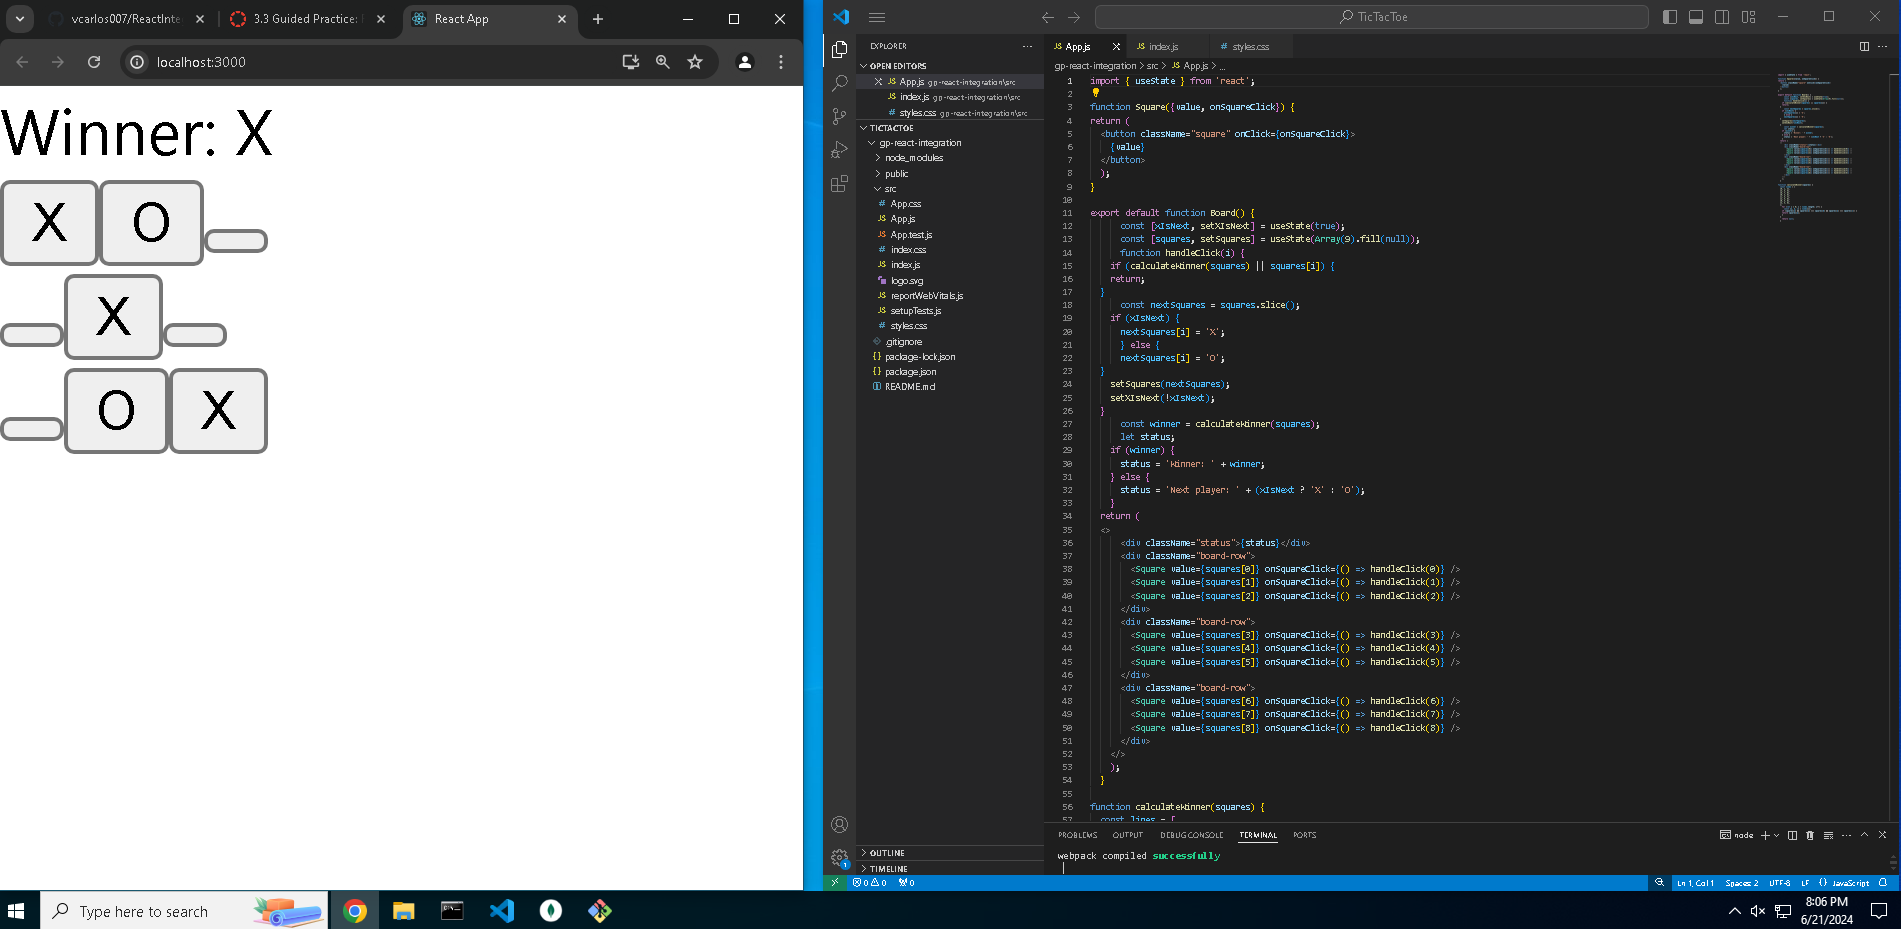 vcarlos007/ReactInte
3.3 Guided Practice:
React App
localhost:3000
Winner: X
X O
X
O X
TicTacToe
EXPLORER
OPEN EDITORS
App.js gp-react-integration\src
index.js gp-react-integration\src
styles.css gp-react-integration\src
TICTACTOE
gp-react-integration
node_modules
public
src
App.css
App.js
App.test.js
index.css
index.js
logo.svg
reportWebVitals.js
setupTests.js
styles.css
.gitignore
package-lock.json
package.json
README.md
OUTLINE
TIMELINE
App.js index.js styles.css
gp-react-integration > src > App.js > ...
1 import { useState } from 'react';
2
3 function Square({value, onSquareClick}) {
4 return (
5 <button className="square" onClick={onSquareClick}>
6 {value}
7 </button>
8 );
9 }
10
11 export default function Board() {
12 const [xIsNext, setXIsNext] = useState(true);
13 const [squares, setSquares] = useState(Array(9).fill(null));
14 function handleClick(i) {
15 if (calculateWinner(squares) || squares[i]) {
16 return;
17 }
18 const nextSquares = squares.slice();
19 if (xIsNext) {
20 nextSquares[i] = 'X';
21 } else {
22 nextSquares[i] = 'O';
23 }
24 setSquares(nextSquares);
25 setXIsNext(!xIsNext);
26 }
27 const winner = calculateWinner(squares);
28 let status;
29 if (winner) {
30 status = 'Winner: ' + winner;
31 } else {
32 status = 'Next player: ' + (xIsNext ? 'X' : 'O');
33 }
34 return (
35 <>
36 <div className="status">{status}</div>
37 <div className="board-row">
38 <Square value={squares[0]} onSquareClick={() => handleClick(0)} />
39 <Square value={squares[1]} onSquareClick={() => handleClick(1)} />
40 <Square value={squares[2]} onSquareClick={() => handleClick(2)} />
41 </div>
42 <div className="board-row">
43 <Square value={squares[3]} onSquareClick={() => handleClick(3)} />
44 <Square value={squares[4]} onSquareClick={() => handleClick(4)} />
45 <Square value={squares[5]} onSquareClick={() => handleClick(5)} />
46 </div>
47 <div className="board-row">
48 <Square value={squares[6]} onSquareClick={() => handleClick(6)} />
49 <Square value={squares[7]} onSquareClick={() => handleClick(7)} />
50 <Square value={squares[8]} onSquareClick={() => handleClick(8)} />
51 </div>
52 </>
53 );
54 }
55
56 function calculateWinner(squares) {
57 const lines = [
PROBLEMS OUTPUT DEBUG CONSOLE TERMINAL PORTS
node
webpack compiled successfully
1
0 0 0
Ln 1, Col 1 Spaces: 2 UTF-8 LF {} JavaScript
Type here to search
8:06 PM
6/21/2024